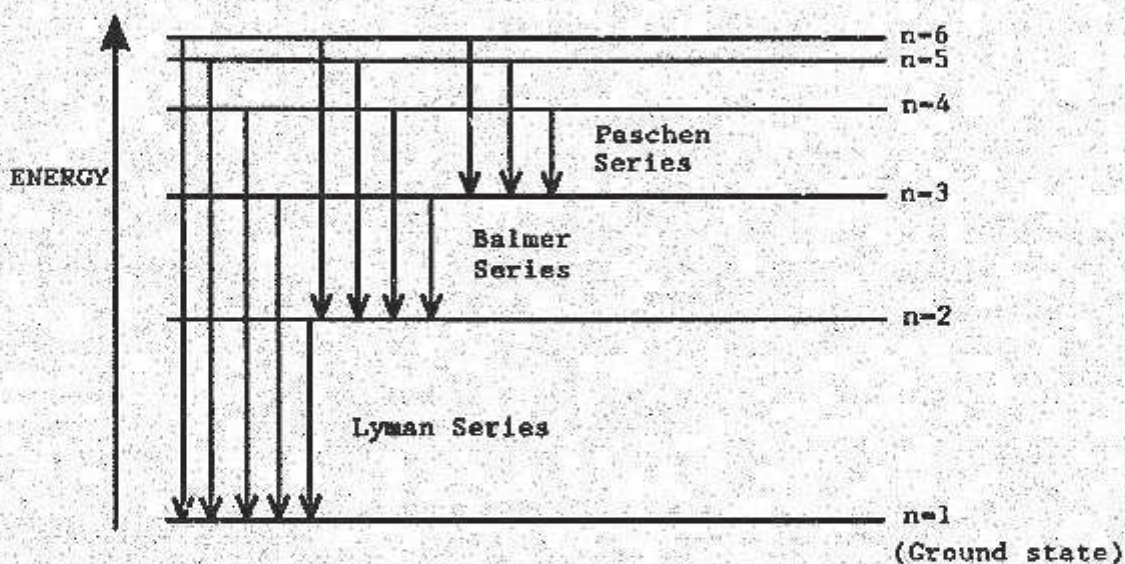 n=6
n=5
n=4
Paschen
Series
ENERGY
n=3
Balmer
Series
n=2
Lyman Series
n=1
(Ground state)